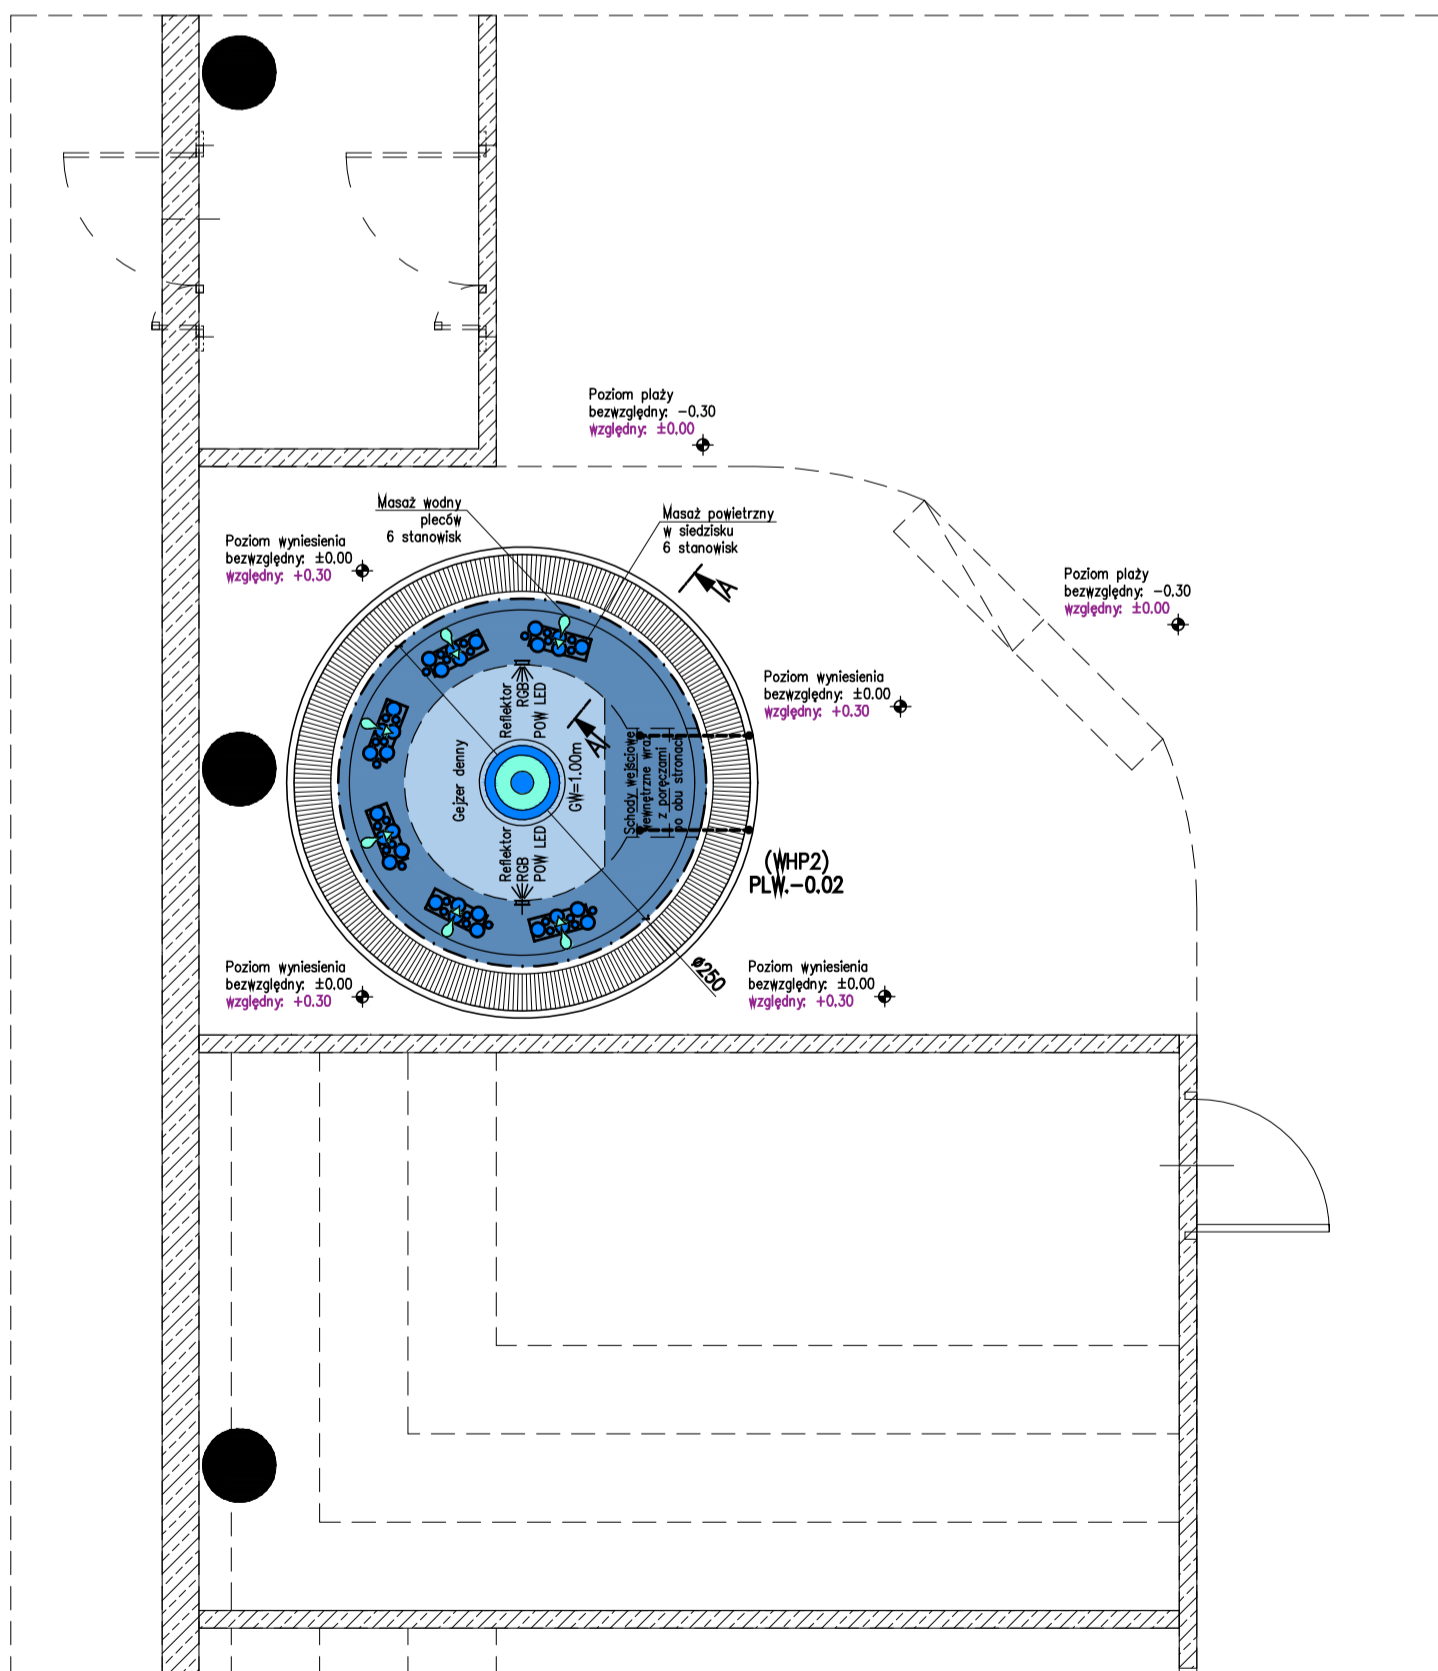 Poziom plaży
bezwzględny: -0.30
względny: ±0.00
Masaż wodny
pleców
6 stanowisk
Masaż powietrzny
w siedzisku
6 stanowisk
Poziom wyniesienia
bezwzględny: ±0.00
względny: +0.30
A
Poziom plaży
bezwzględny: -0.30
względny: ±0.00
Poziom wyniesienia
bezwzględny: ±0.00
względny: +0.30
Reflektor
RGB
POW LED
A
Gejzer denny
GW=1.00m
Schody wejściowe
wewnętrzne wraz
z poręczami
po obu stronach
Reflektor
RGB
POW LED
(WHP2)
PLW.-0.02
ø250
Poziom wyniesienia
bezwzględny: ±0.00
względny: +0.30
Poziom wyniesienia
bezwzględny: ±0.00
względny: +0.30